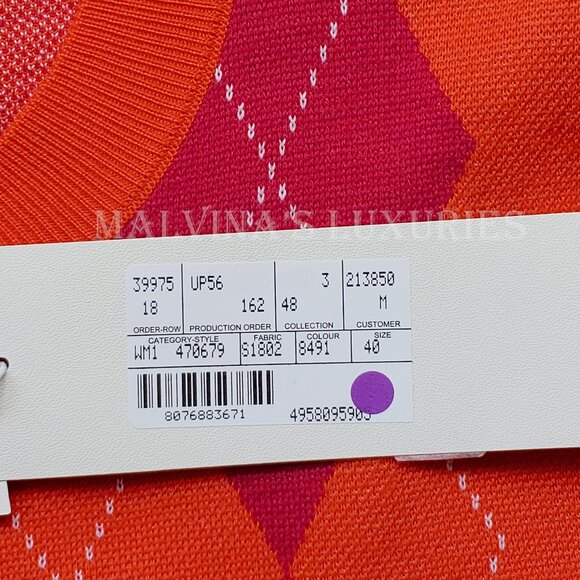 MALVINA'S LUXURIES
39975 UP56 3 213850
18 162 48 M
ORDER-ROW PRODUCTION ORDER COLLECTION CUSTOMER
CATEGORY-STYLE FABRIC COLOUR SIZE
WM1 470679 S1802 8491 40
8076883671 4958095903